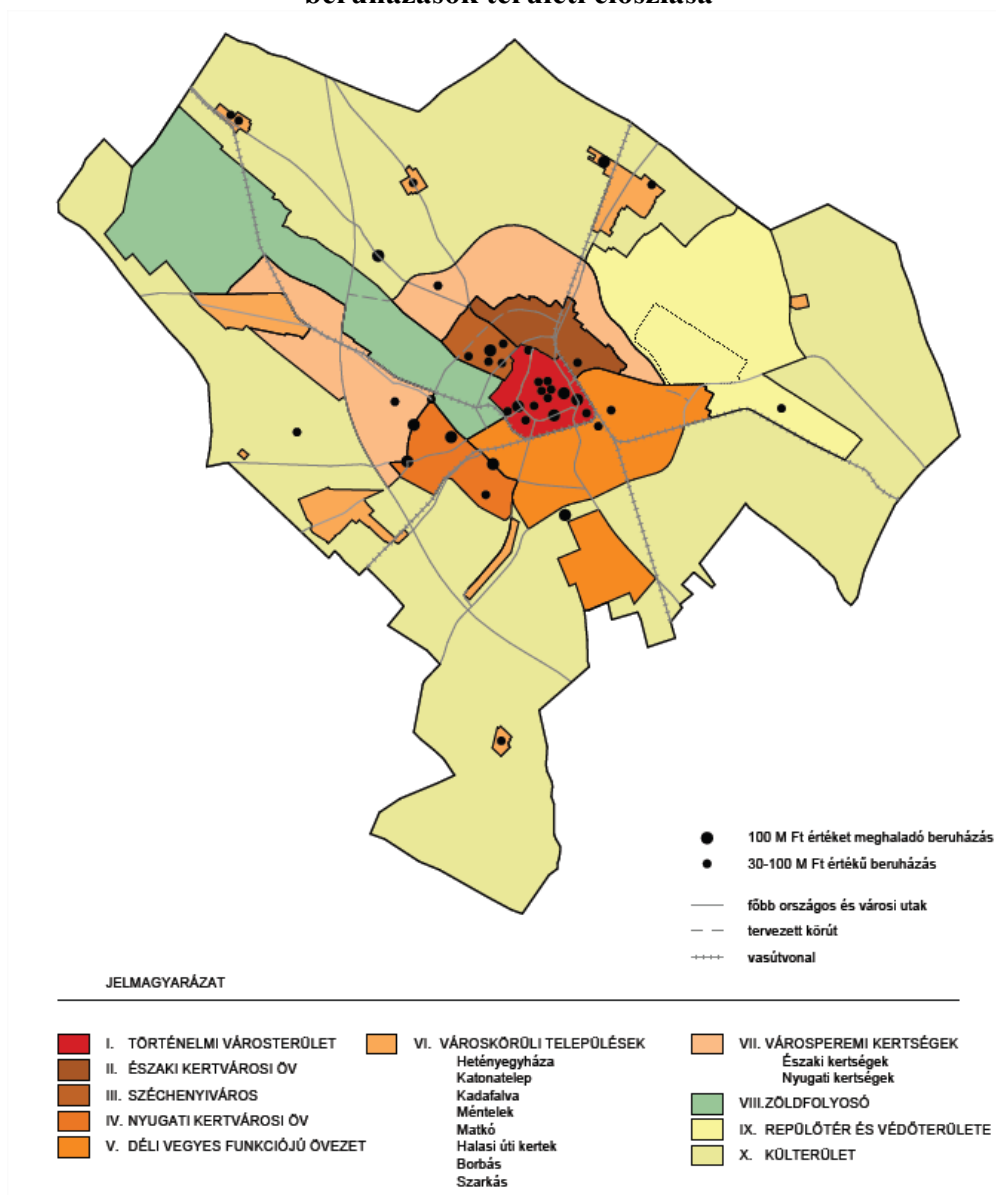 beruházások területi eloszlása
100 M Ft értéket meghaladó beruházás
30-100 M Ft értékű beruházás
főbb országos és városi utak
tervezett körút
vasútvonal
JELMAGYARÁZAT
I. TÖRTÉNELMI VÁROSTERÜLET
II. ÉSZAKI KERTVÁROSI ÖV
III. SZÉCHENYIVÁROS
IV. NYUGATI KERTVÁROSI ÖV
V. DÉLI VEGYES FUNKCIÓJÚ ÖVEZET
VI. VÁROSKÖRÜLI TELEPÜLÉSEK
Hetényegyháza
Katonatelep
Kadafalva
Méntelek
Matkó
Halasi úti kertek
Borbás
Szarkás
VII. VÁROSPEREMI KERTSÉGEK
Északi kertségek
Nyugati kertségek
VIII.ZÖLDFOLYOSÓ
IX. REPÜLŐTÉR ÉS VÉDŐTERÜLETE
X. KÜLTERÜLET